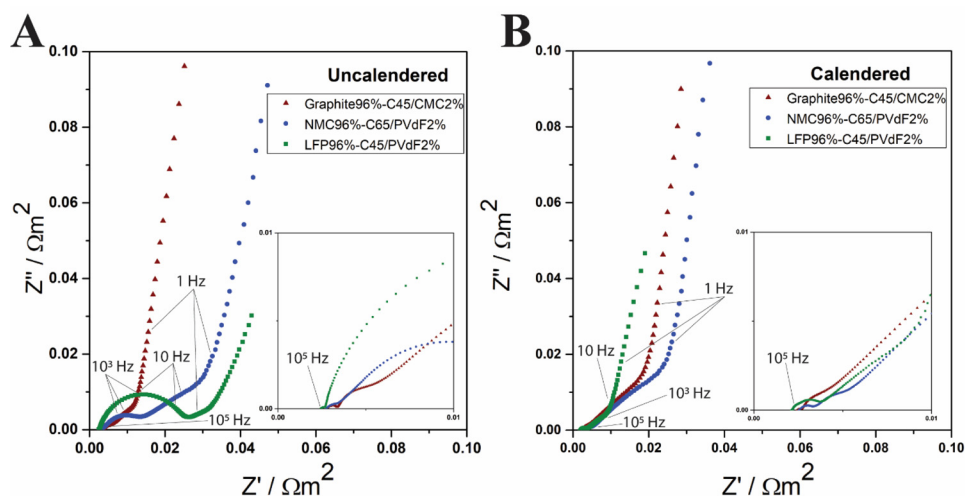 A
Uncalendered
Graphite96%-C45/CMC2%
NMC96%-C65/PVdF2%
LFP96%-C45/PVdF2%
Z" / Ωm²
0.10
0.08
0.06
0.04
0.02
0.00
0.00
0.02
0.04
0.06
0.08
0.10
Z' / Ωm²
1 Hz
10³ Hz
10 Hz
10⁵ Hz
0.01
10⁵ Hz
0.00
0.00
0.01
B
Calendered
Graphite96%-C45/CMC2%
NMC96%-C65/PVdF2%
LFP96%-C45/PVdF2%
Z" / Ωm²
0.10
0.08
0.06
0.04
0.02
0.00
0.00
0.02
0.04
0.06
0.08
0.10
Z' / Ωm²
1 Hz
10 Hz
10³ Hz
10⁵ Hz
0.01
10⁵ Hz
0.00
0.00
0.01